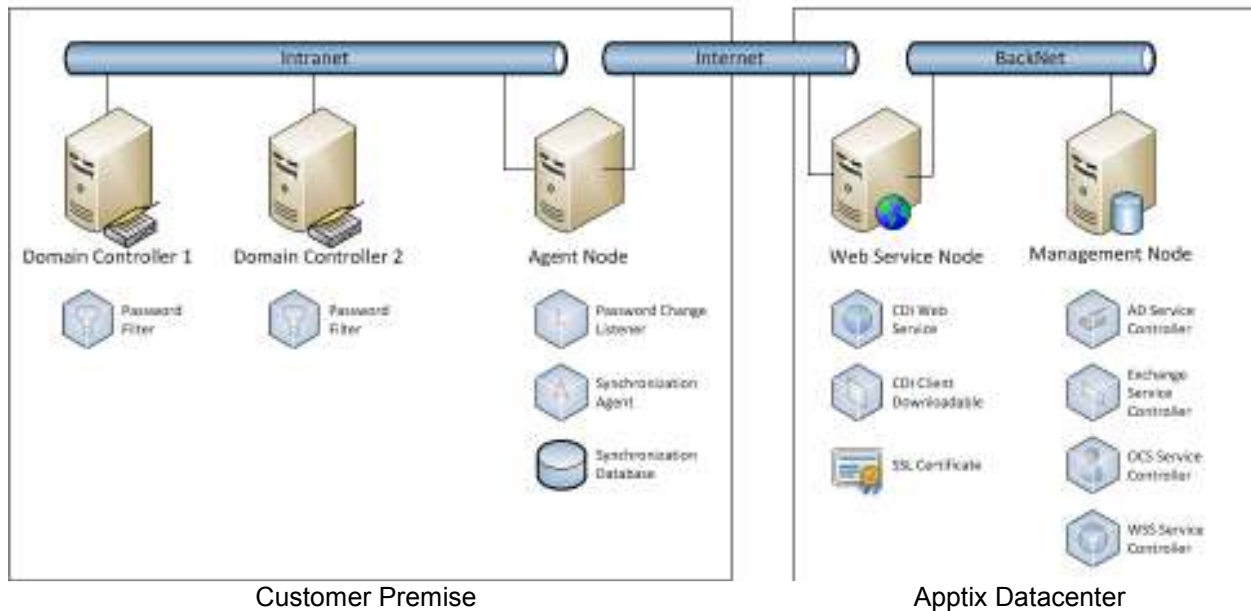 Intranet
Internet
BackNet
Domain Controller 1
Domain Controller 2
Agent Node
Web Service Node
Management Node
Password
Filter
Password
Filter
Password Change
Listener
Synchronization
Agent
Synchronization
Database
CDI Web
Service
CDI Client
Downloadable
SSL Certificate
AD Service
Controller
Exchange
Service
Controller
OCS Service
Controller
WSS Service
Controller
Customer Premise
Apptix Datacenter